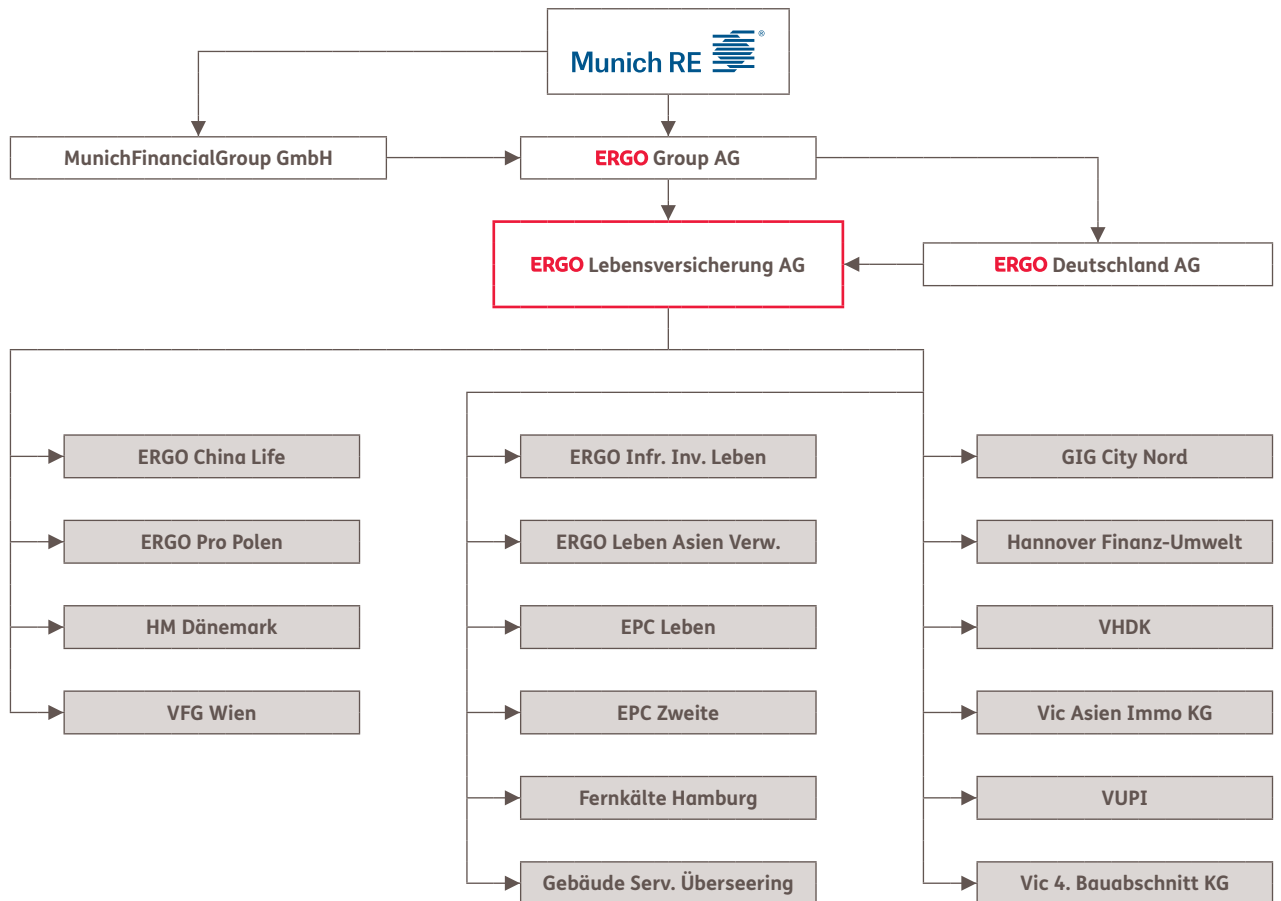 Munich RE ®
MunichFinancialGroup GmbH
ERGO Group AG
ERGO Lebensversicherung AG
ERGO Deutschland AG
ERGO China Life
ERGO Infr. Inv. Leben
GIG City Nord
ERGO Pro Polen
ERGO Leben Asien Verw.
Hannover Finanz-Umwelt
HM Dänemark
EPC Leben
VHDK
VFG Wien
EPC Zweite
Vic Asien Immo KG
Fernkälte Hamburg
VUPI
Gebäude Serv. Überseering
Vic 4. Bauabschnitt KG